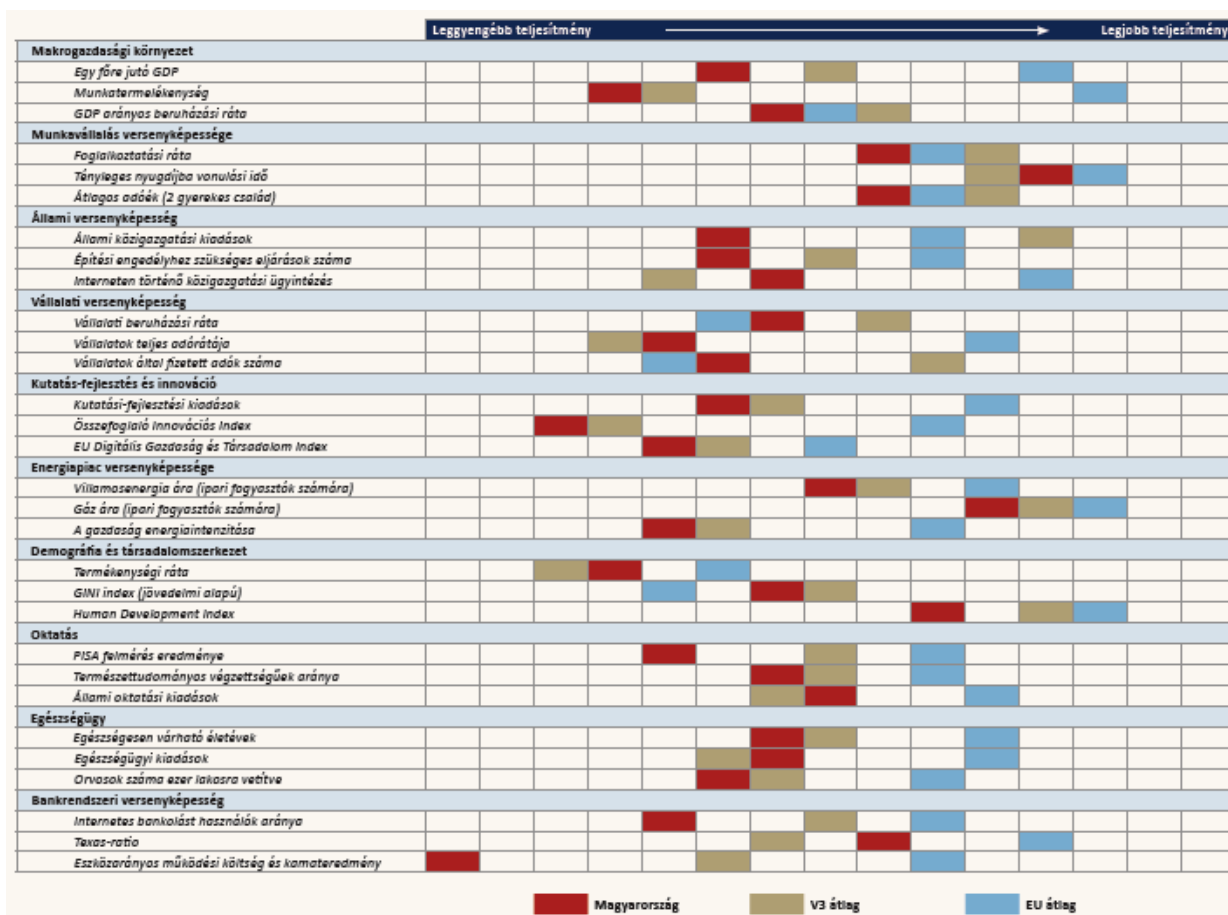 Leggyengébb teljesítmény Legjobb teljesítmény
Makrogazdasági környezet
Egy főre jutó GDP
Munkatermelékenység
GDP arányos beruházási ráta
Munkavállalás versenyképessége
Foglalkoztatási ráta
Tényleges nyugdíjba vonulási idő
Átlagos adóék (2 gyerekes család)
Állami versenyképesség
Állami közigazgatási kiadások
Építési engedélyhez szükséges eljárások száma
Interneten történő közigazgatási ügyintézés
Vállalati versenyképesség
Vállalati beruházási ráta
Vállalatok teljes adórátája
Vállalatok által fizetett adók száma
Kutatás-fejlesztés és innováció
Kutatási-fejlesztési kiadások
Összefoglaló Innovációs Index
EU Digitális Gazdaság és Társadalom Index
Energiapiac versenyképessége
Villamosenergia ára (ipari fogyasztók számára)
Gáz ára (ipari fogyasztók számára)
A gazdaság energiaintenzitása
Demográfia és társadalomszerkezet
Termékenységi ráta
GINI index (jövedelmi alapú)
Human Development Index
Oktatás
PISA felmérés eredménye
Természettudományos végzettségűek aránya
Állami oktatási kiadások
Egészségügy
Egészségesen várható életévek
Egészségügyi kiadások
Orvosok száma ezer lakosra vetítve
Bankrendszeri versenyképesség
Internetes bankolást használók aránya
Texas-ratio
Eszközarányos működési költség és kamateredmény
Magyarország V3 átlag EU átlag